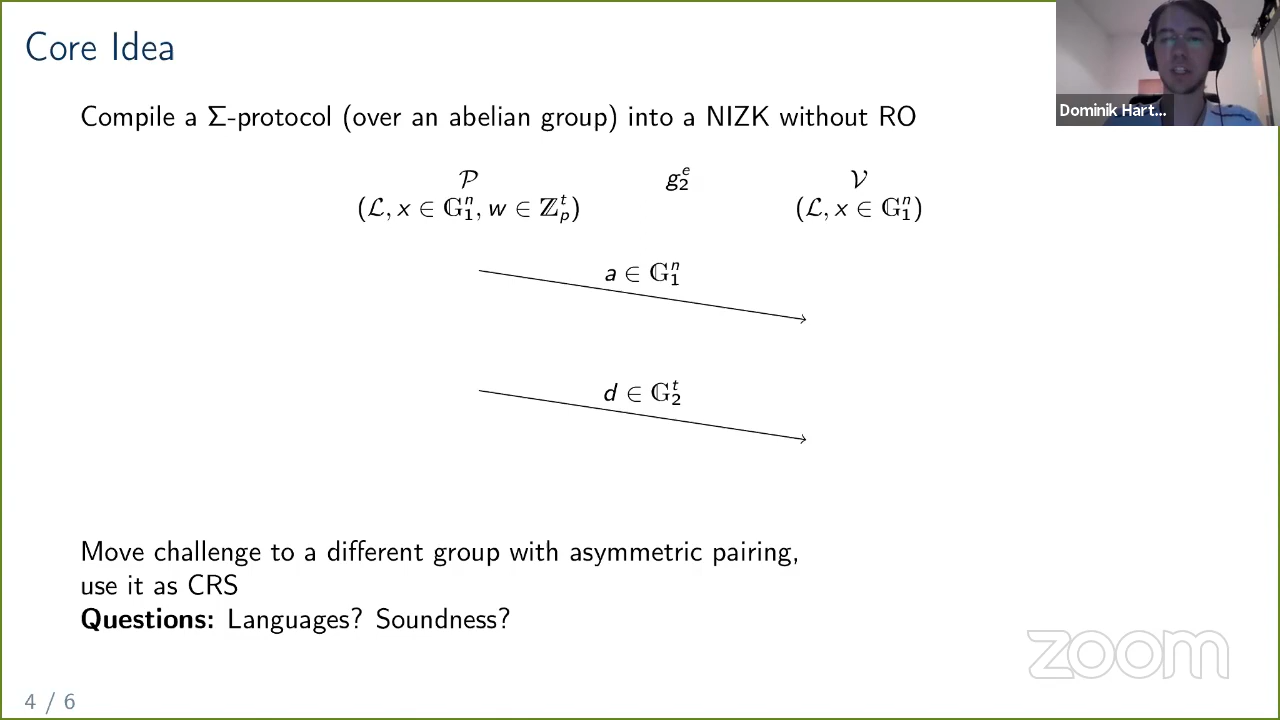 Core Idea
Dominik Hart...
Compile a Σ-protocol (over an abelian group) into a NIZK without RO
𝒫 g₂ᵉ 𝒱
(ℒ, x ∈ 𝔾₁ⁿ, w ∈ ℤₚᵗ) (ℒ, x ∈ 𝔾₁ⁿ)
a ∈ 𝔾₁ⁿ
d ∈ 𝔾₂ᵗ
Move challenge to a different group with asymmetric pairing,
use it as CRS
Questions: Languages? Soundness?
zoom
4 / 6